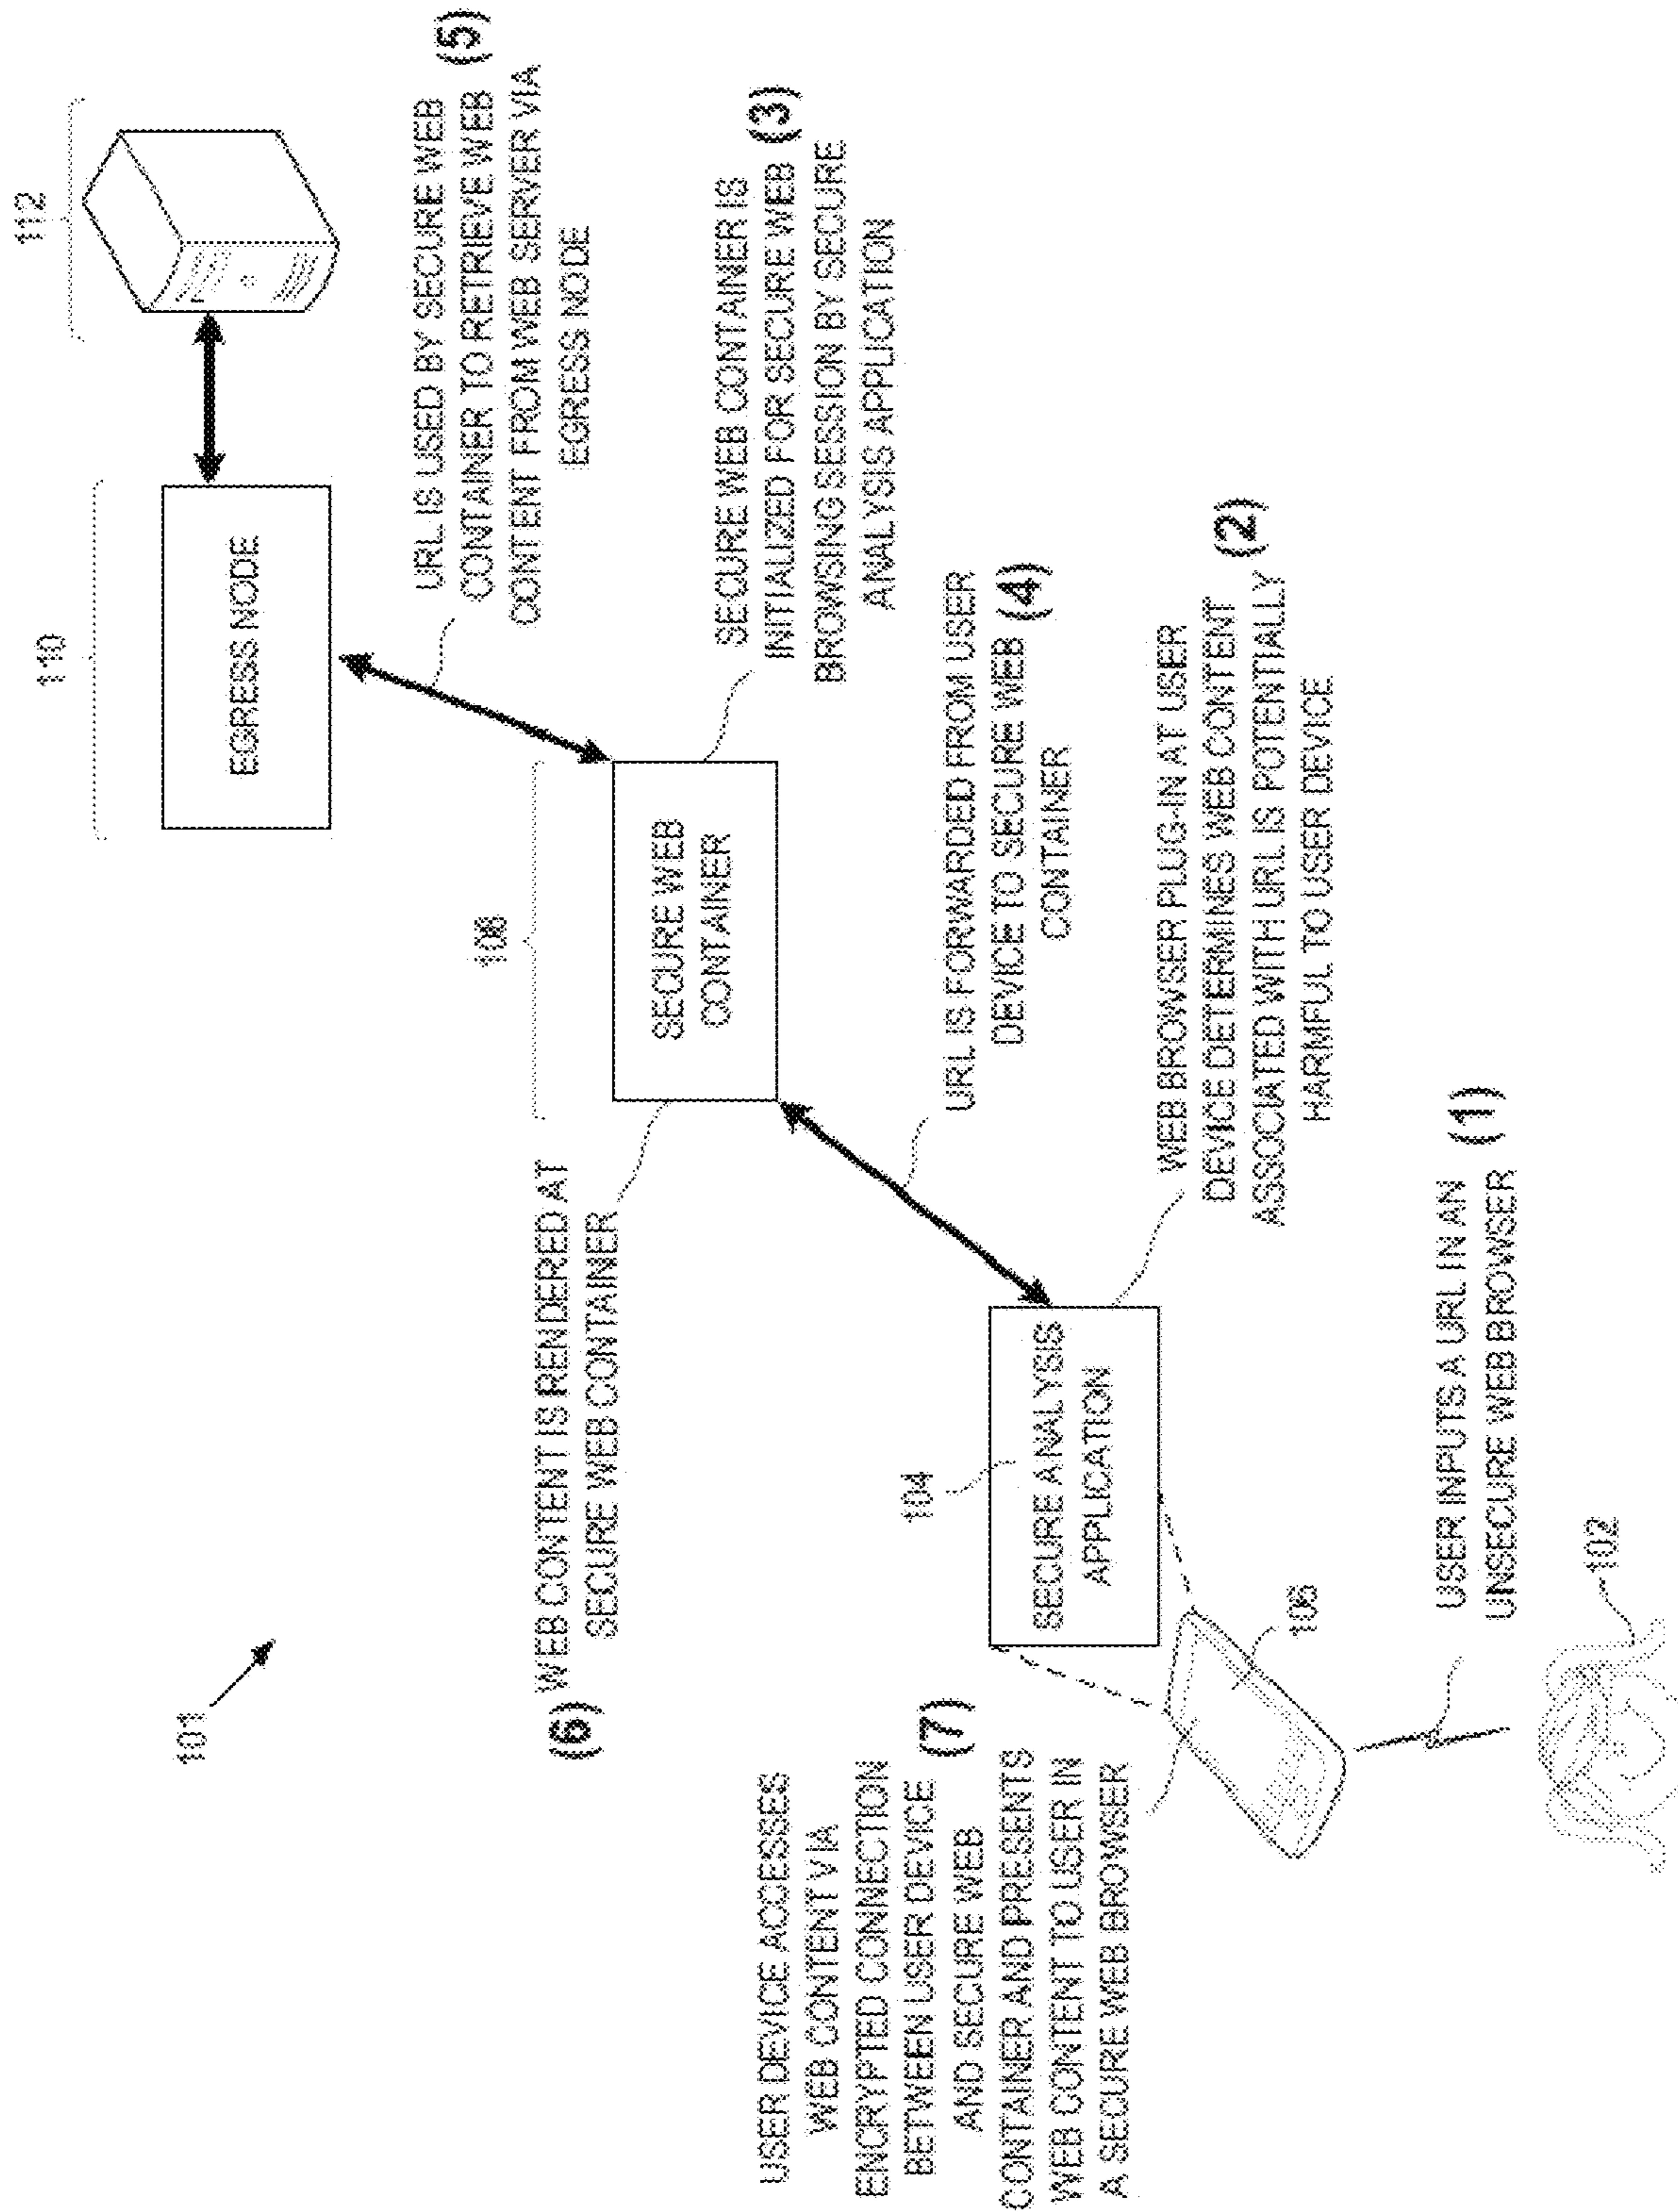 112
110
101
EGRESS NODE
(5)
URL IS USED BY SECURE WEB
CONTAINER TO RETRIEVE WEB
CONTENT FROM WEB SERVER VIA
EGRESS NODE
108
(6)
WEB CONTENT IS RENDERED AT
SECURE WEB CONTAINER
SECURE WEB
CONTAINER
(3)
SECURE WEB CONTAINER IS
INITIALIZED FOR SECURE WEB
BROWSING SESSION BY SECURE
ANALYSIS APPLICATION
(7)
USER DEVICE ACCESSES
WEB CONTENT VIA
ENCRYPTED CONNECTION
BETWEEN USER DEVICE
AND SECURE WEB
CONTAINER AND PRESENTS
WEB CONTENT TO USER IN
A SECURE WEB BROWSER
104
SECURE ANALYSIS
APPLICATION
(4)
URL IS FORWARDED FROM USER
DEVICE TO SECURE WEB
CONTAINER
(2)
WEB BROWSER PLUG-IN AT USER
DEVICE DETERMINES WEB CONTENT
ASSOCIATED WITH URL IS POTENTIALLY
HARMFUL TO USER DEVICE
106
(1)
USER INPUTS A URL IN AN
UNSECURE WEB BROWSER
102